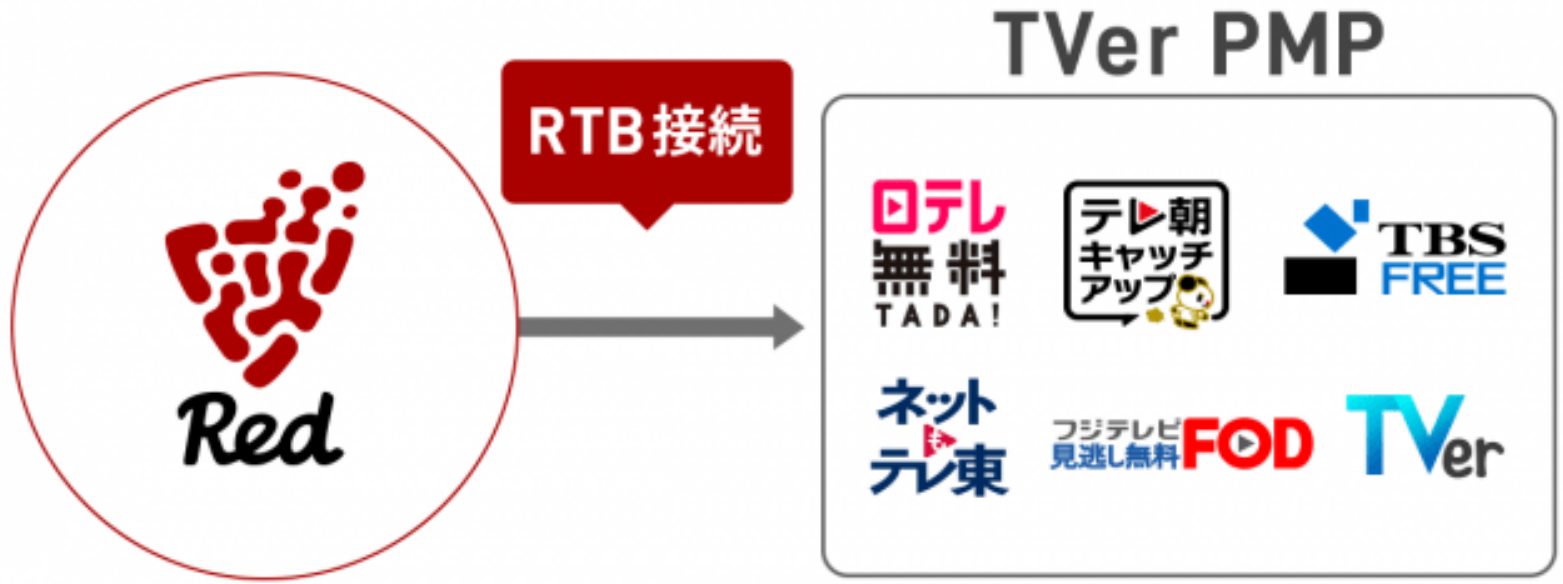 TVer PMP
RTB接続
Red
日テレ
無料
TADA!
テレ朝
キャッチ
アップ
TBS
FREE
ネット
も
テレ東
フジテレビ
見逃し無料
FOD
TVer